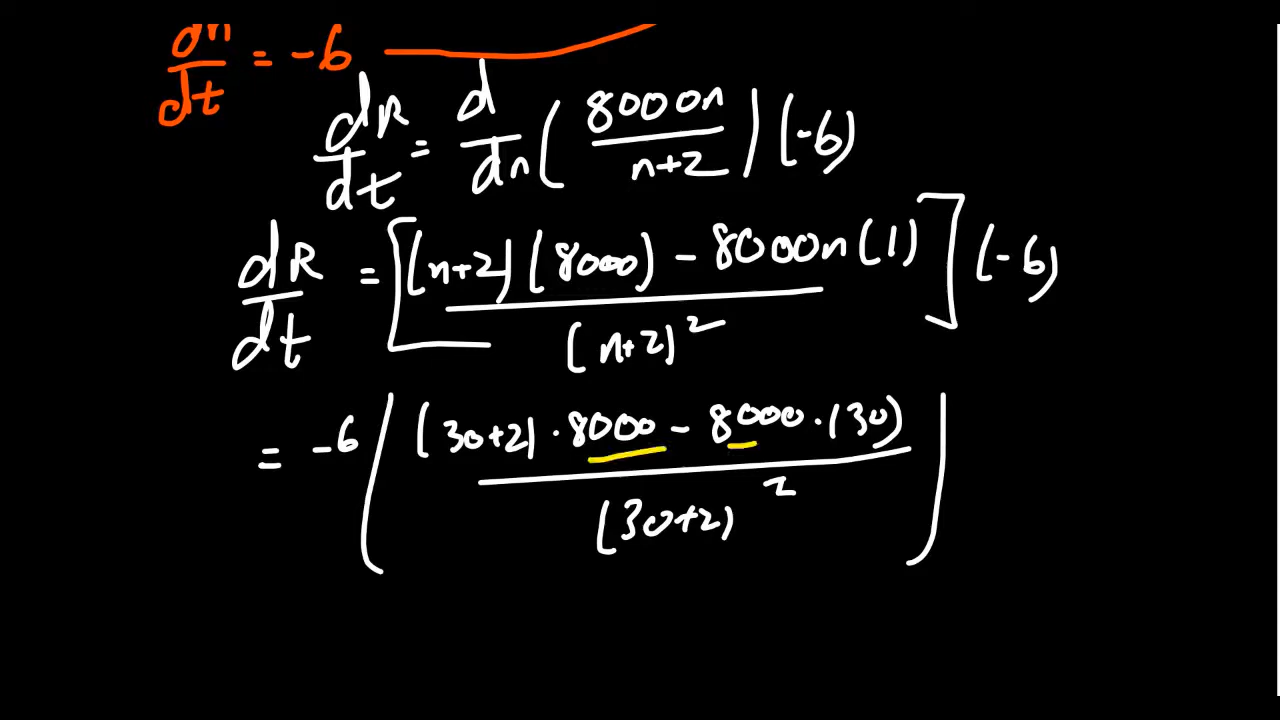 dn/dt = -6
dR/dt = d/dn (8000n/(n+2)) (-6)
dR/dt = [((n+2)(8000) - 8000n(1))/(n+2)²] (-6)
= -6 (((30+2)·8000 - 8000·(30))/(30+2)²)